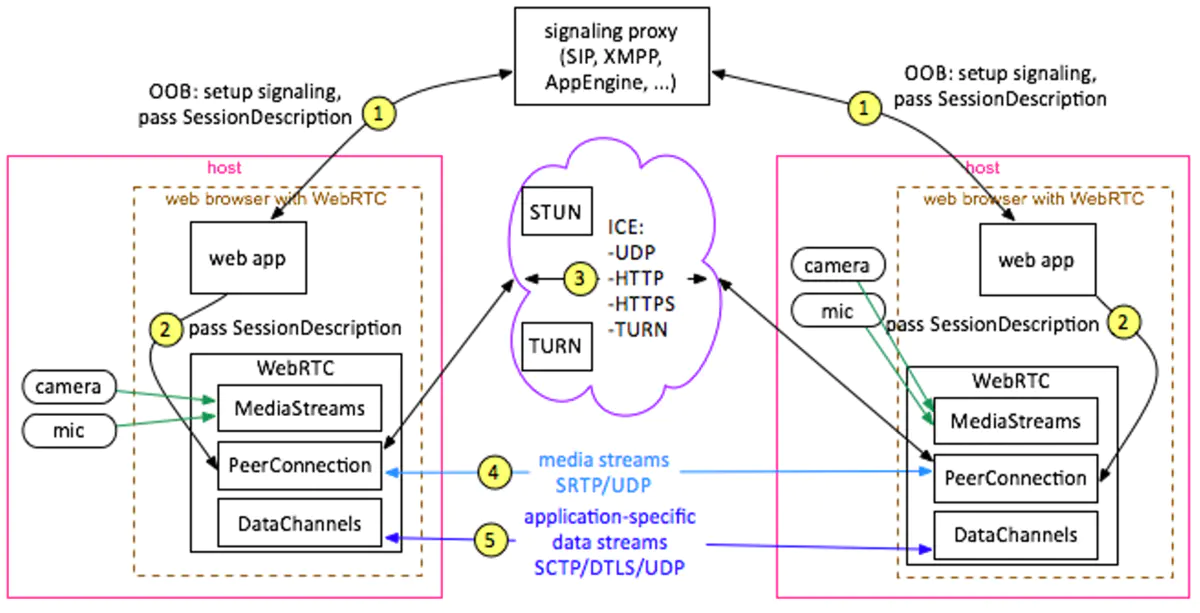 signaling proxy
(SIP, XMPP,
AppEngine, ...)
OOB: setup signaling,
pass SessionDescription
1
OOB: setup signaling,
pass SessionDescription
1
host
web browser with WebRTC
web app
2
pass SessionDescription
WebRTC
camera
mic
MediaStreams
PeerConnection
DataChannels
STUN
ICE:
-UDP
3
-HTTP
-HTTPS
-TURN
TURN
4
media streams
SRTP/UDP
5
application-specific
data streams
SCTP/DTLS/UDP
host
web browser with WebRTC
web app
camera
mic
pass SessionDescription
2
WebRTC
MediaStreams
PeerConnection
DataChannels